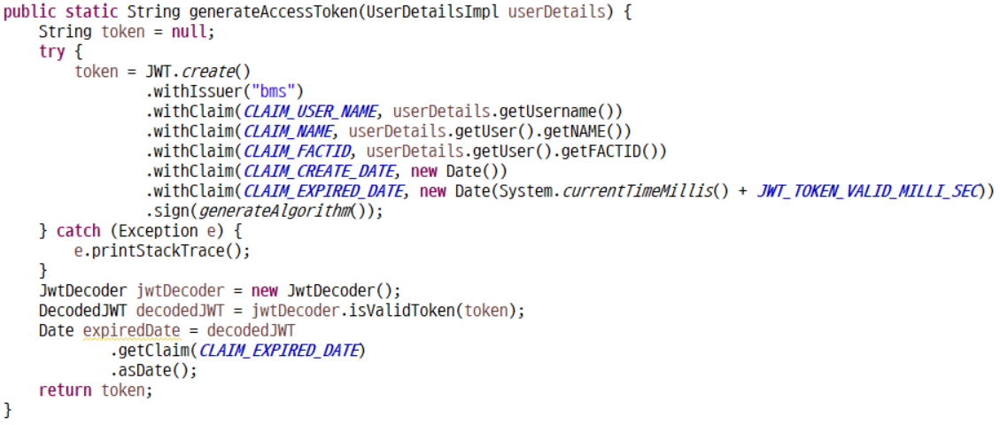 public static String generateAccessToken(UserDetailsImpl userDetails) {
    String token = null;
    try {
        token = JWT.create()
                .withIssuer("bms")
                .withClaim(CLAIM_USER_NAME, userDetails.getUsername())
                .withClaim(CLAIM_NAME, userDetails.getUser().getNAME())
                .withClaim(CLAIM_FACTID, userDetails.getUser().getFACTID())
                .withClaim(CLAIM_CREATE_DATE, new Date())
                .withClaim(CLAIM_EXPIRED_DATE, new Date(System.currentTimeMillis() + JWT_TOKEN_VALID_MILLI_SEC))
                .sign(generateAlgorithm());
    } catch (Exception e) {
        e.printStackTrace();
    }
    JwtDecoder jwtDecoder = new JwtDecoder();
    DecodedJWT decodedJWT = jwtDecoder.isValidToken(token);
    Date expiredDate = decodedJWT
            .getClaim(CLAIM_EXPIRED_DATE)
            .asDate();
    return token;
}